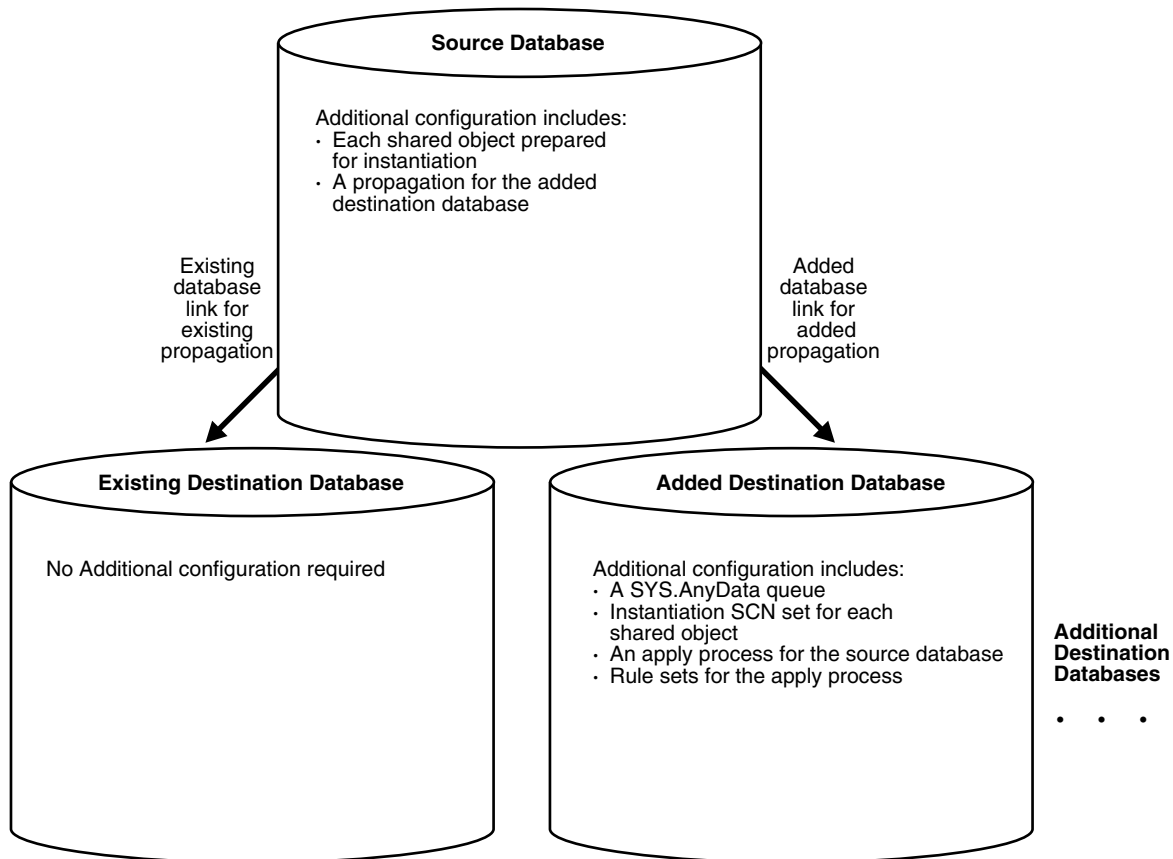 Source Database
Additional configuration includes:
· Each shared object prepared
for instantiation
· A propagation for the added
destination database
Existing
database
link for
existing
propagation
Added
database
link for
added
propagation
Existing Destination Database
No Additional configuration required
Added Destination Database
Additional configuration includes:
· A SYS.AnyData queue
· Instantiation SCN set for each
shared object
· An apply process for the source database
· Rule sets for the apply process
Additional
Destination
Databases
. . .